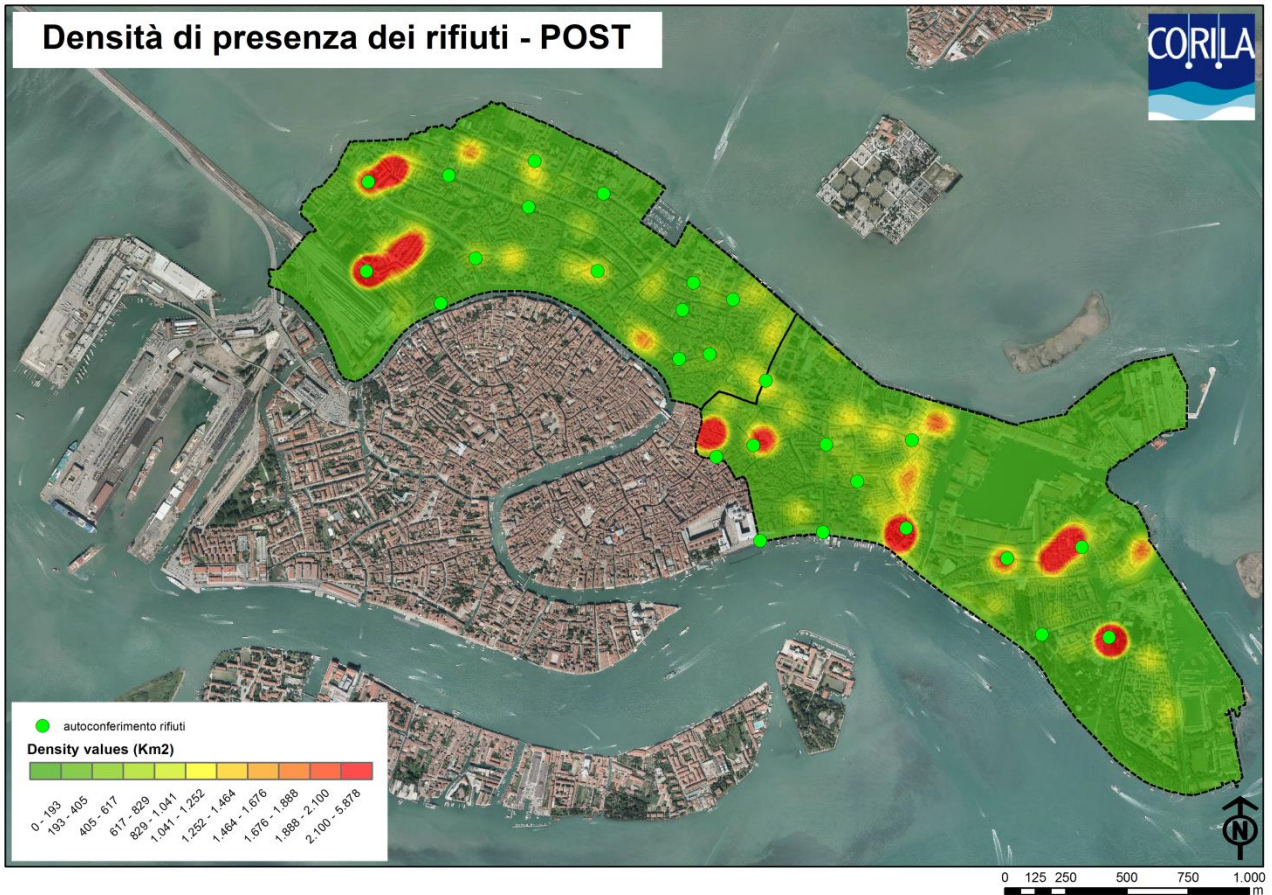 Densità di presenza dei rifiuti - POST
CORILA
autoconferimento rifiuti
Density values (Km2)
0 - 193
193 - 405
405 - 617
617 - 829
829 - 1.041
1.041 - 1.252
1.252 - 1.464
1.464 - 1.676
1.676 - 1.888
1.888 - 2.100
2.100 - 5.878
N
0 125 250 500 750 1.000
m